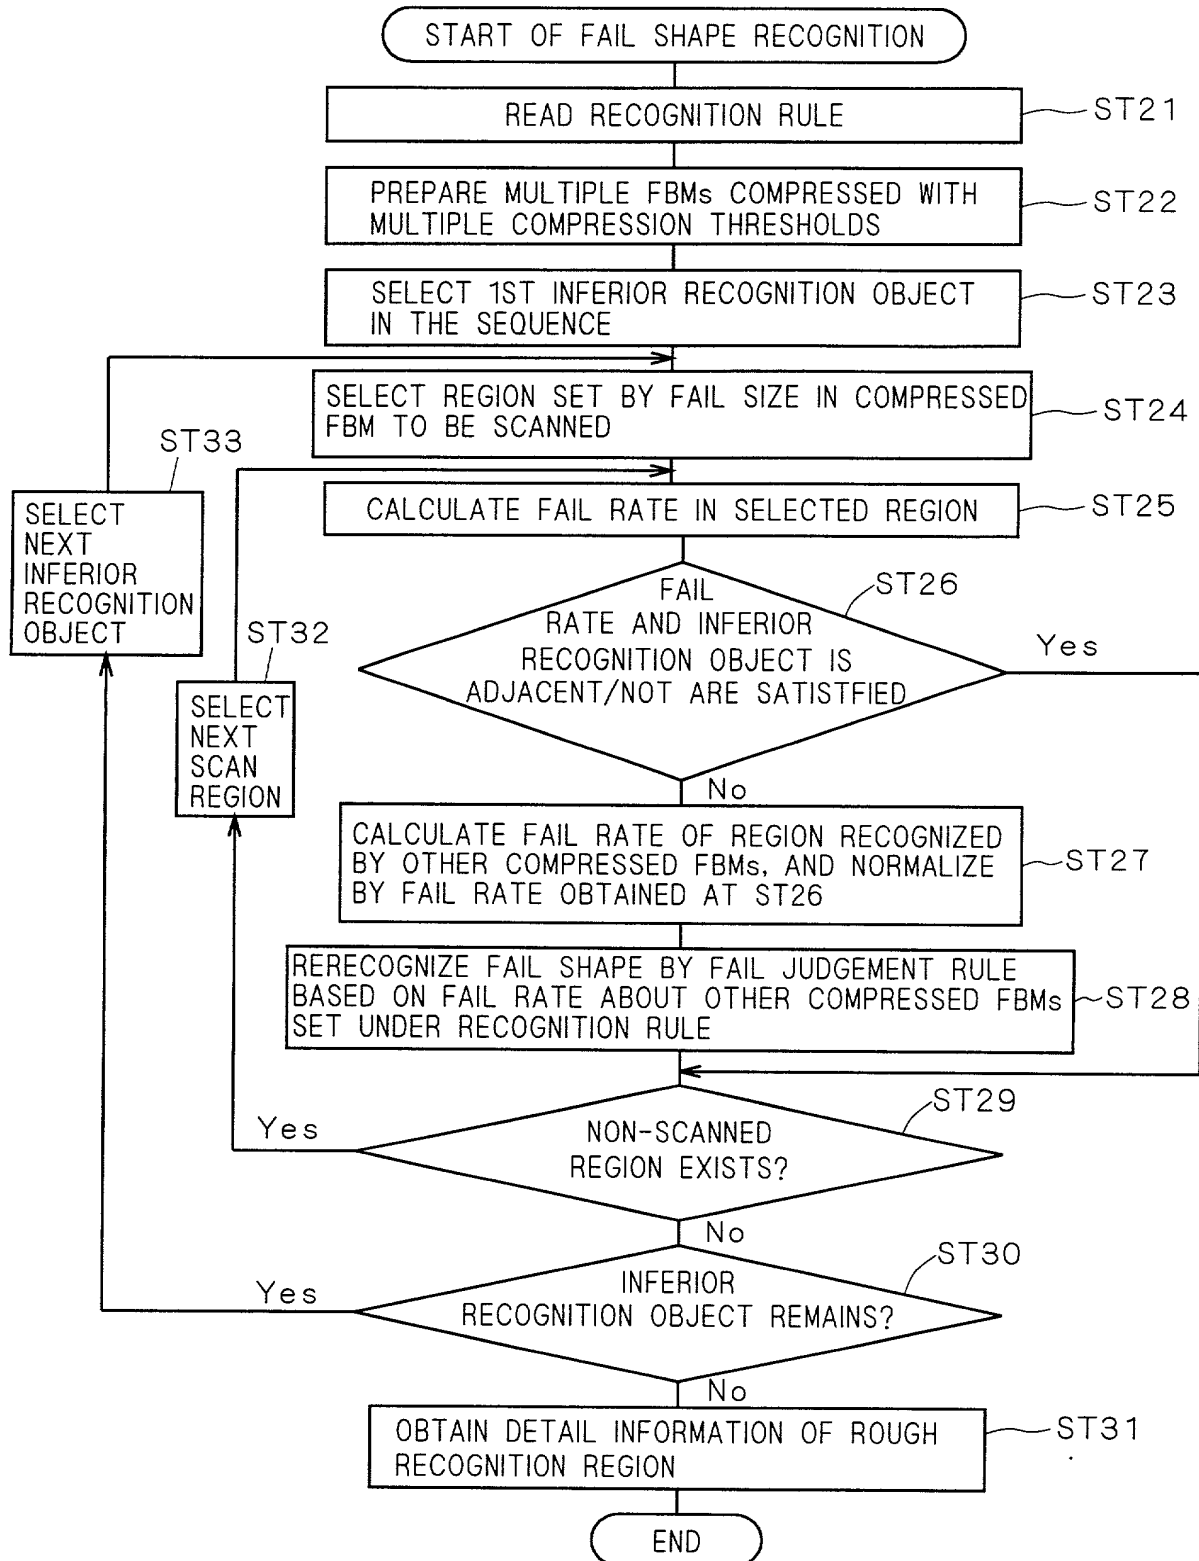 START OF FAIL SHAPE RECOGNITION
READ RECOGNITION RULE
ST21
PREPARE MULTIPLE FBMs COMPRESSED WITH
MULTIPLE COMPRESSION THRESHOLDS
ST22
SELECT 1ST INFERIOR RECOGNITION OBJECT
IN THE SEQUENCE
ST23
SELECT REGION SET BY FAIL SIZE IN COMPRESSED
FBM TO BE SCANNED
ST24
ST33
SELECT
NEXT
INFERIOR
RECOGNITION
OBJECT
CALCULATE FAIL RATE IN SELECTED REGION
ST25
FAIL
RATE AND INFERIOR
RECOGNITION OBJECT IS
ADJACENT/NOT ARE SATISTFIED
ST26
Yes
ST32
SELECT
NEXT
SCAN
REGION
No
CALCULATE FAIL RATE OF REGION RECOGNIZED
BY OTHER COMPRESSED FBMs, AND NORMALIZE
BY FAIL RATE OBTAINED AT ST26
ST27
RERECOGNIZE FAIL SHAPE BY FAIL JUDGEMENT RULE
BASED ON FAIL RATE ABOUT OTHER COMPRESSED FBMs
SET UNDER RECOGNITION RULE
ST28
ST29
Yes
NON-SCANNED
REGION EXISTS?
No
ST30
Yes
INFERIOR
RECOGNITION OBJECT REMAINS?
No
OBTAIN DETAIL INFORMATION OF ROUGH
RECOGNITION REGION
ST31
END